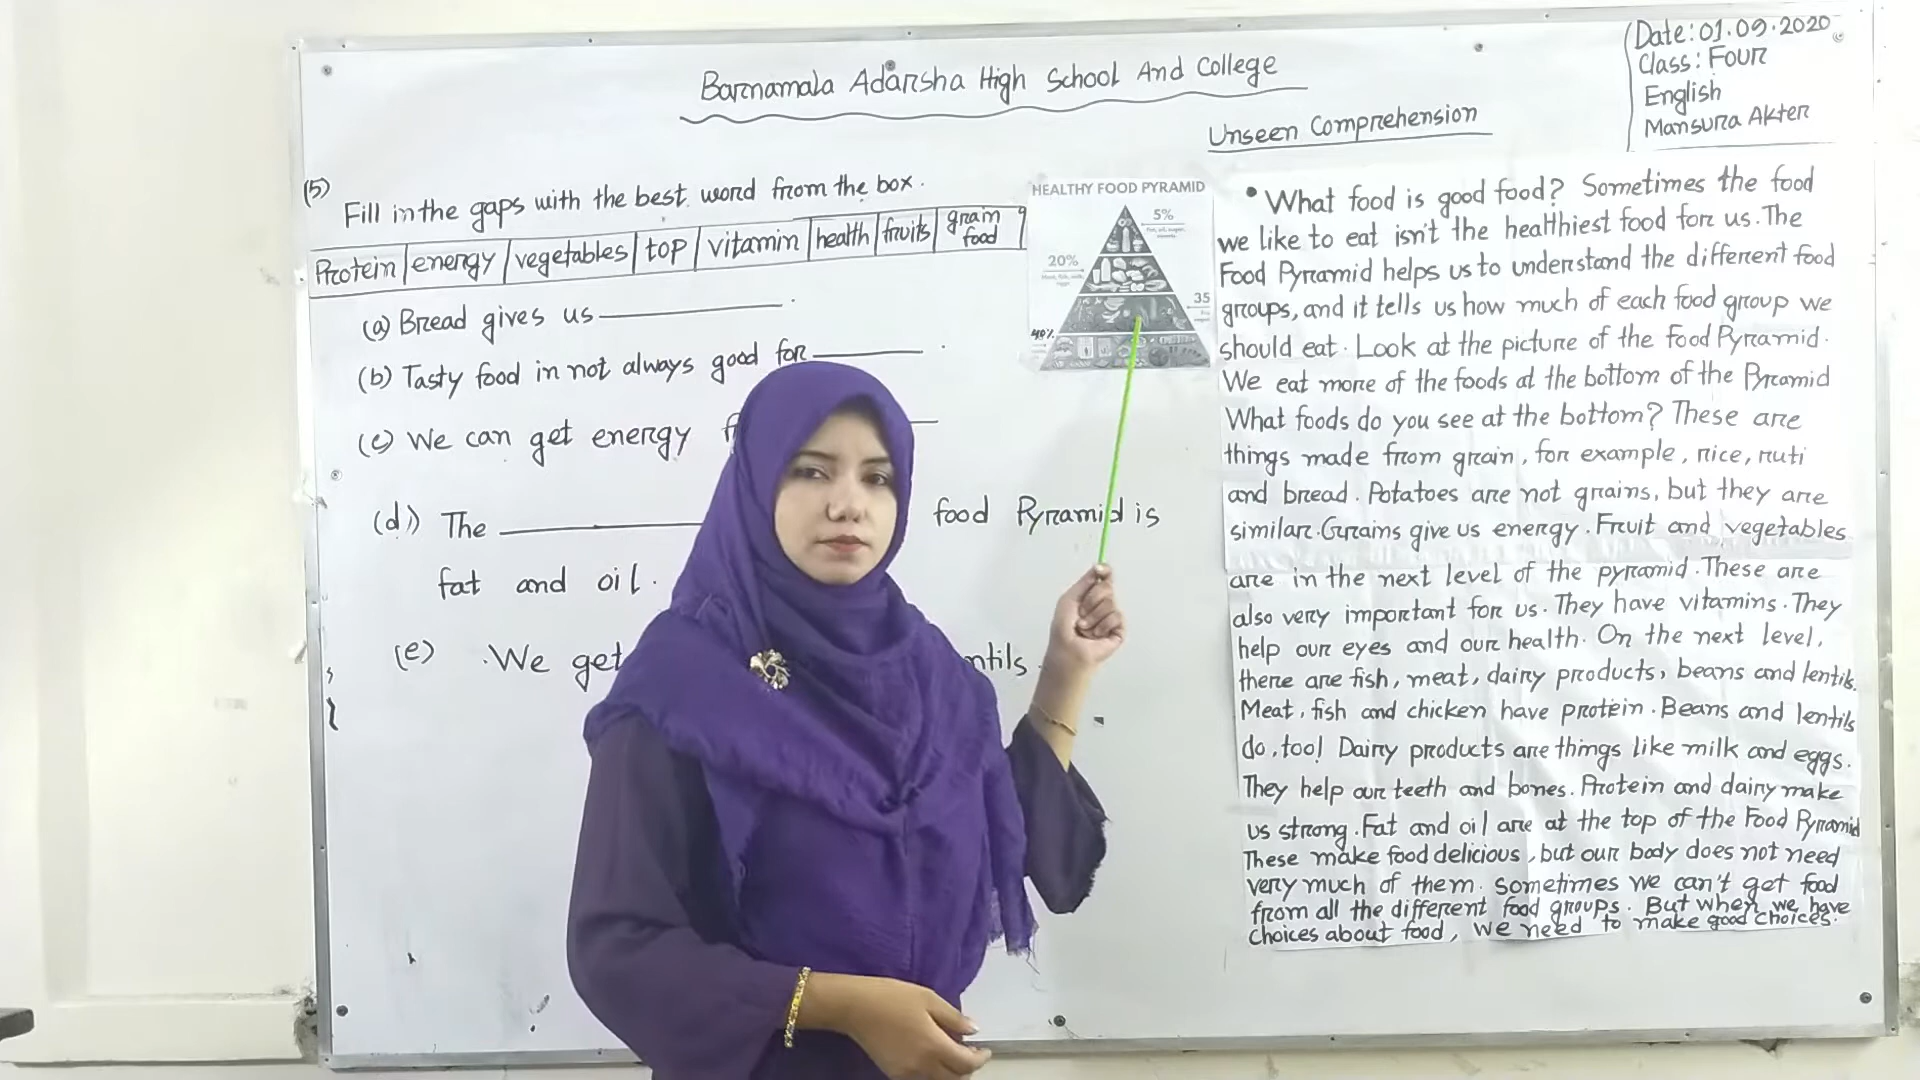 Barnamala Adarsha High School And College
Date: 01.09.2020
Class: Four
English
Mansura Akter
Unseen Comprehension
(5)
Fill in the gaps with the best word from the box.
Protein energy vegetables top vitamin health fruits grain food
(a) Bread gives us ______.
(b) Tasty food in not always good for ______.
(c) We can get energy ______
(d) The ______ food Pyramid is
fat and oil.
(e) We get
HEALTHY FOOD PYRAMID
5%
20%
35
40%
• What food is good food? Sometimes the food
we like to eat isn't the healthiest food for us. The
Food Pyramid helps us to understand the different food
groups, and it tells us how much of each food group we
should eat. Look at the picture of the Food Pyramid.
We eat more of the foods at the bottom of the Pyramid
What foods do you see at the bottom? These are
things made from grain, for example, rice, ruti
and bread. Potatoes are not grains, but they are
similar. Grains give us energy. Fruit and vegetables
are in the next level of the pyramid. These are
also very important for us. They have vitamins. They
help our eyes and our health. On the next level,
there are fish, meat, dairy products, beans and lentils.
Meat, fish and chicken have protein. Beans and lentils
do, too! Dairy products are things like milk and eggs.
They help our teeth and bones. Protein and dairy make
us strong. Fat and oil are at the top of the Food Pyramid
These make food delicious, but our body does not need
very much of them. Sometimes we can't get food
from all the different food groups. But when we have
choices about food, we need to make good choices.